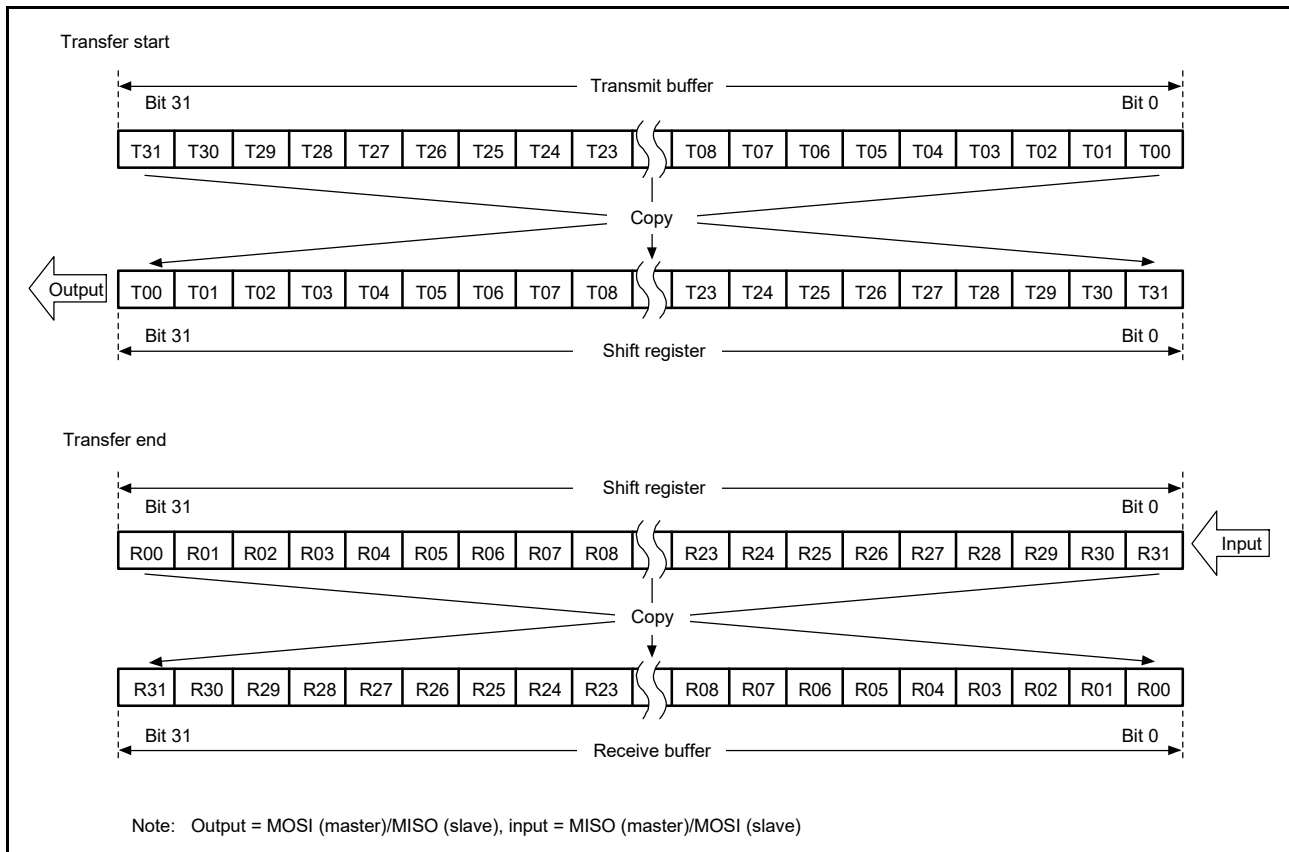 Transfer start
Transmit buffer
Bit 31 Bit 0
T31 T30 T29 T28 T27 T26 T25 T24 T23 T08 T07 T06 T05 T04 T03 T02 T01 T00
Copy
Output T00 T01 T02 T03 T04 T05 T06 T07 T08 T23 T24 T25 T26 T27 T28 T29 T30 T31
Bit 31 Bit 0
Shift register
Transfer end
Shift register
Bit 31 Bit 0
R00 R01 R02 R03 R04 R05 R06 R07 R08 R23 R24 R25 R26 R27 R28 R29 R30 R31 Input
Copy
R31 R30 R29 R28 R27 R26 R25 R24 R23 R08 R07 R06 R05 R04 R03 R02 R01 R00
Bit 31 Bit 0
Receive buffer
Note: Output = MOSI (master)/MISO (slave), input = MISO (master)/MOSI (slave)